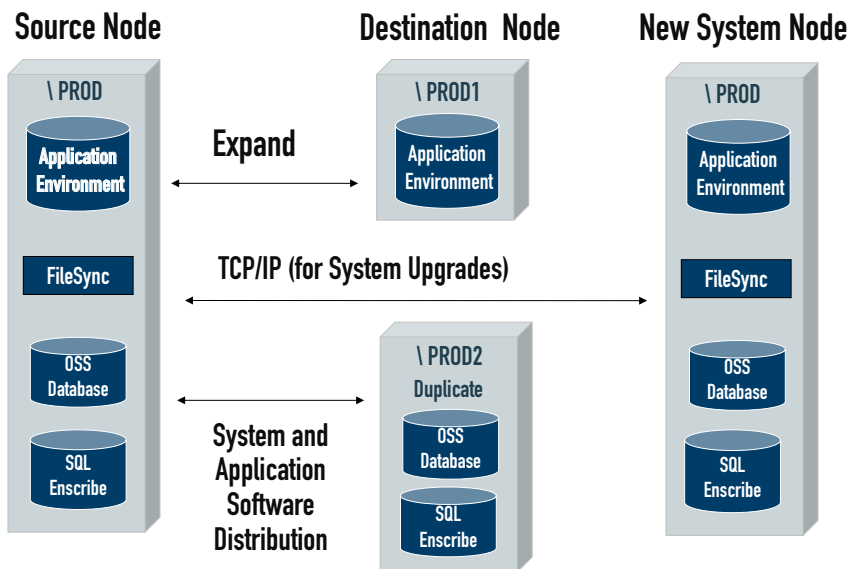 Source Node
Destination Node
New System Node
\ PROD
Application
Environment
FileSync
OSS
Database
SQL
Enscribe
Expand
TCP/IP (for System Upgrades)
System and
Application
Software
Distribution
\ PROD1
Application
Environment
\ PROD2
Duplicate
OSS
Database
SQL
Enscribe
\ PROD
Application
Environment
FileSync
OSS
Database
SQL
Enscribe